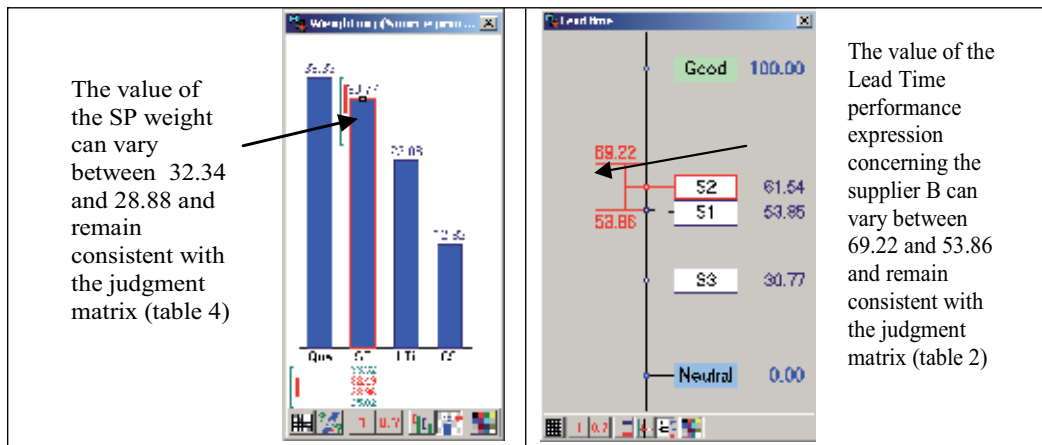 The value of
the SP weight
can vary
between 32.34
and 28.88 and
remain
consistent with
the judgment
matrix (table 4)
Lead time
Good 100.00
69.22
S2 61.54
S1 53.85
53.86
S3 30.77
Neutral 0.00
The value of the
Lead Time
performance
expression
concerning the
supplier B can
vary between
69.22 and 53.86
and remain
consistent with
the judgment
matrix (table 2)